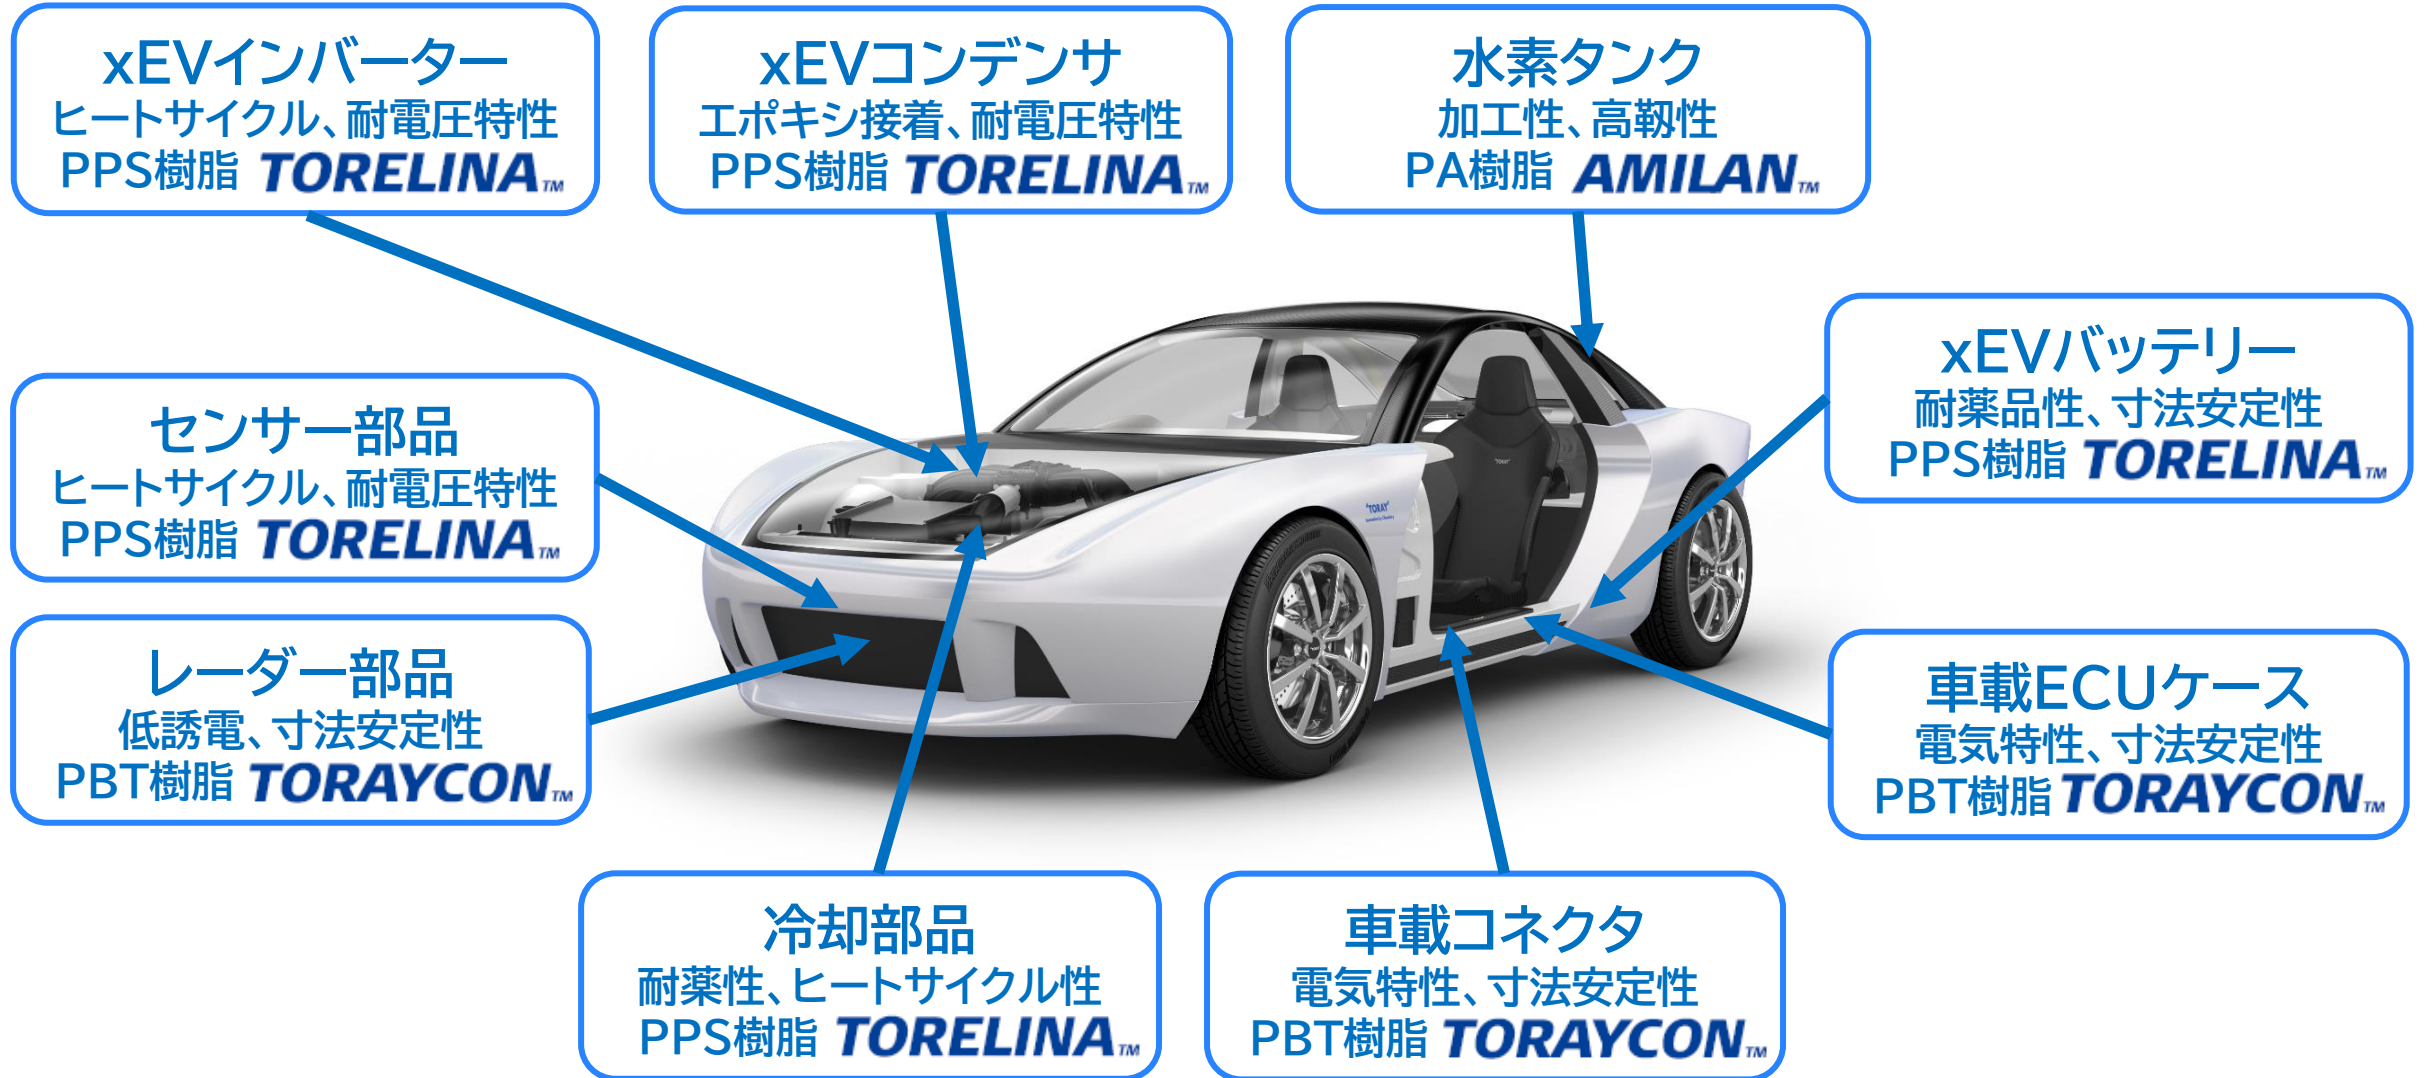 xEVインバーター
ヒートサイクル、耐電圧特性
PPS樹脂 TORELINA™
xEVコンデンサ
エポキシ接着、耐電圧特性
PPS樹脂 TORELINA™
水素タンク
加工性、高靱性
PA樹脂 AMILAN™
xEVバッテリー
耐薬品性、寸法安定性
PPS樹脂 TORELINA™
センサー部品
ヒートサイクル、耐電圧特性
PPS樹脂 TORELINA™
レーダー部品
低誘電、寸法安定性
PBT樹脂 TORAYCON™
車載ECUケース
電気特性、寸法安定性
PBT樹脂 TORAYCON™
冷却部品
耐薬性、ヒートサイクル性
PPS樹脂 TORELINA™
車載コネクタ
電気特性、寸法安定性
PBT樹脂 TORAYCON™
"TORAY"